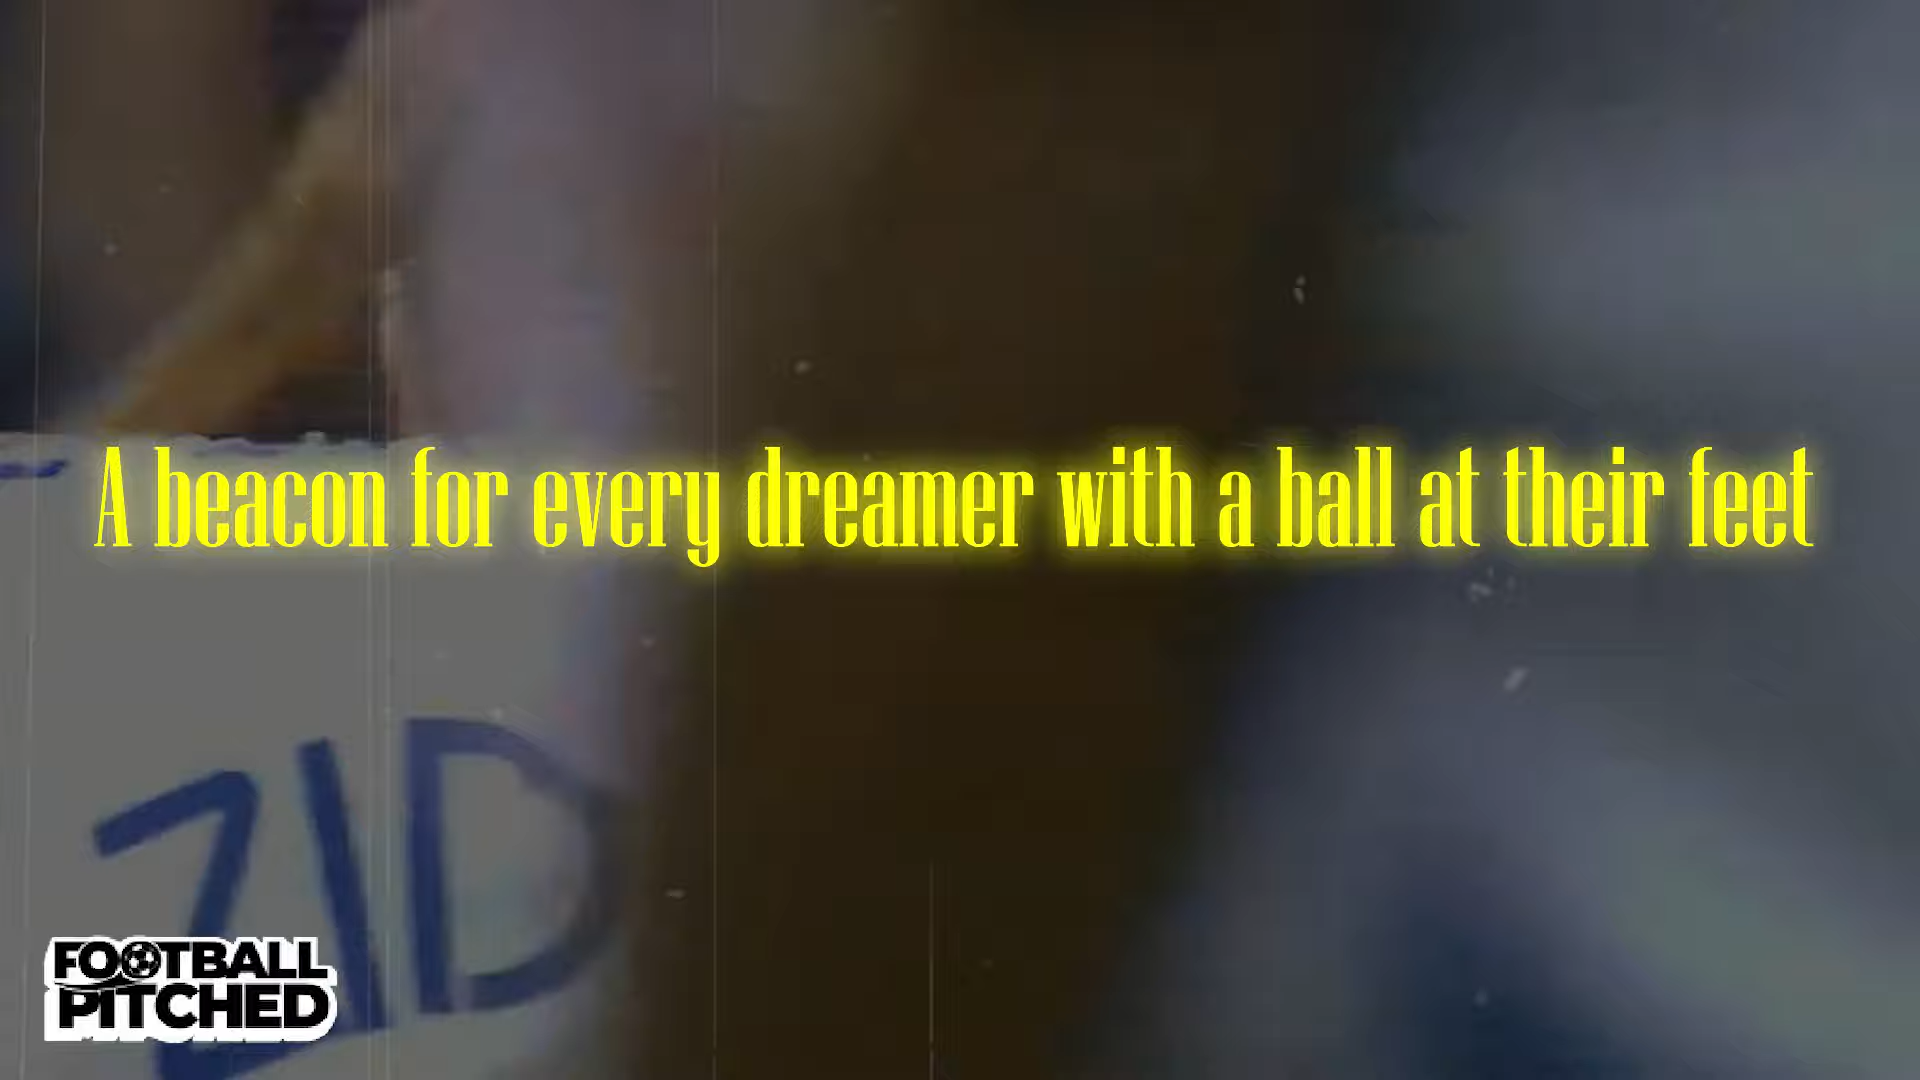 A beacon for every dreamer with a ball at their feet
ZID
FOOTBALL
PITCHED